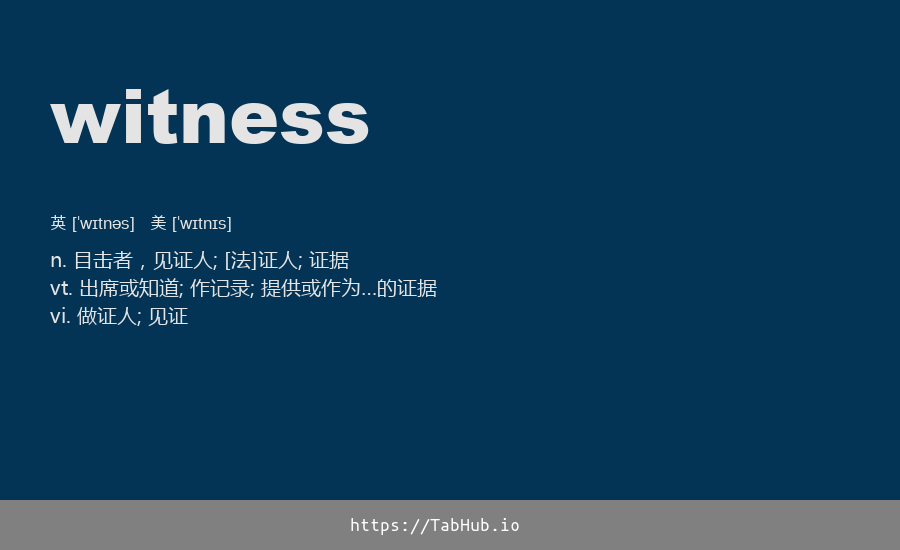 witness
英 [ˈwɪtnəs] 美 [ˈwɪtnɪs]
n. 目击者，见证人; [法]证人; 证据
vt. 出席或知道; 作记录; 提供或作为…的证据
vi. 做证人; 见证
https://TabHub.io